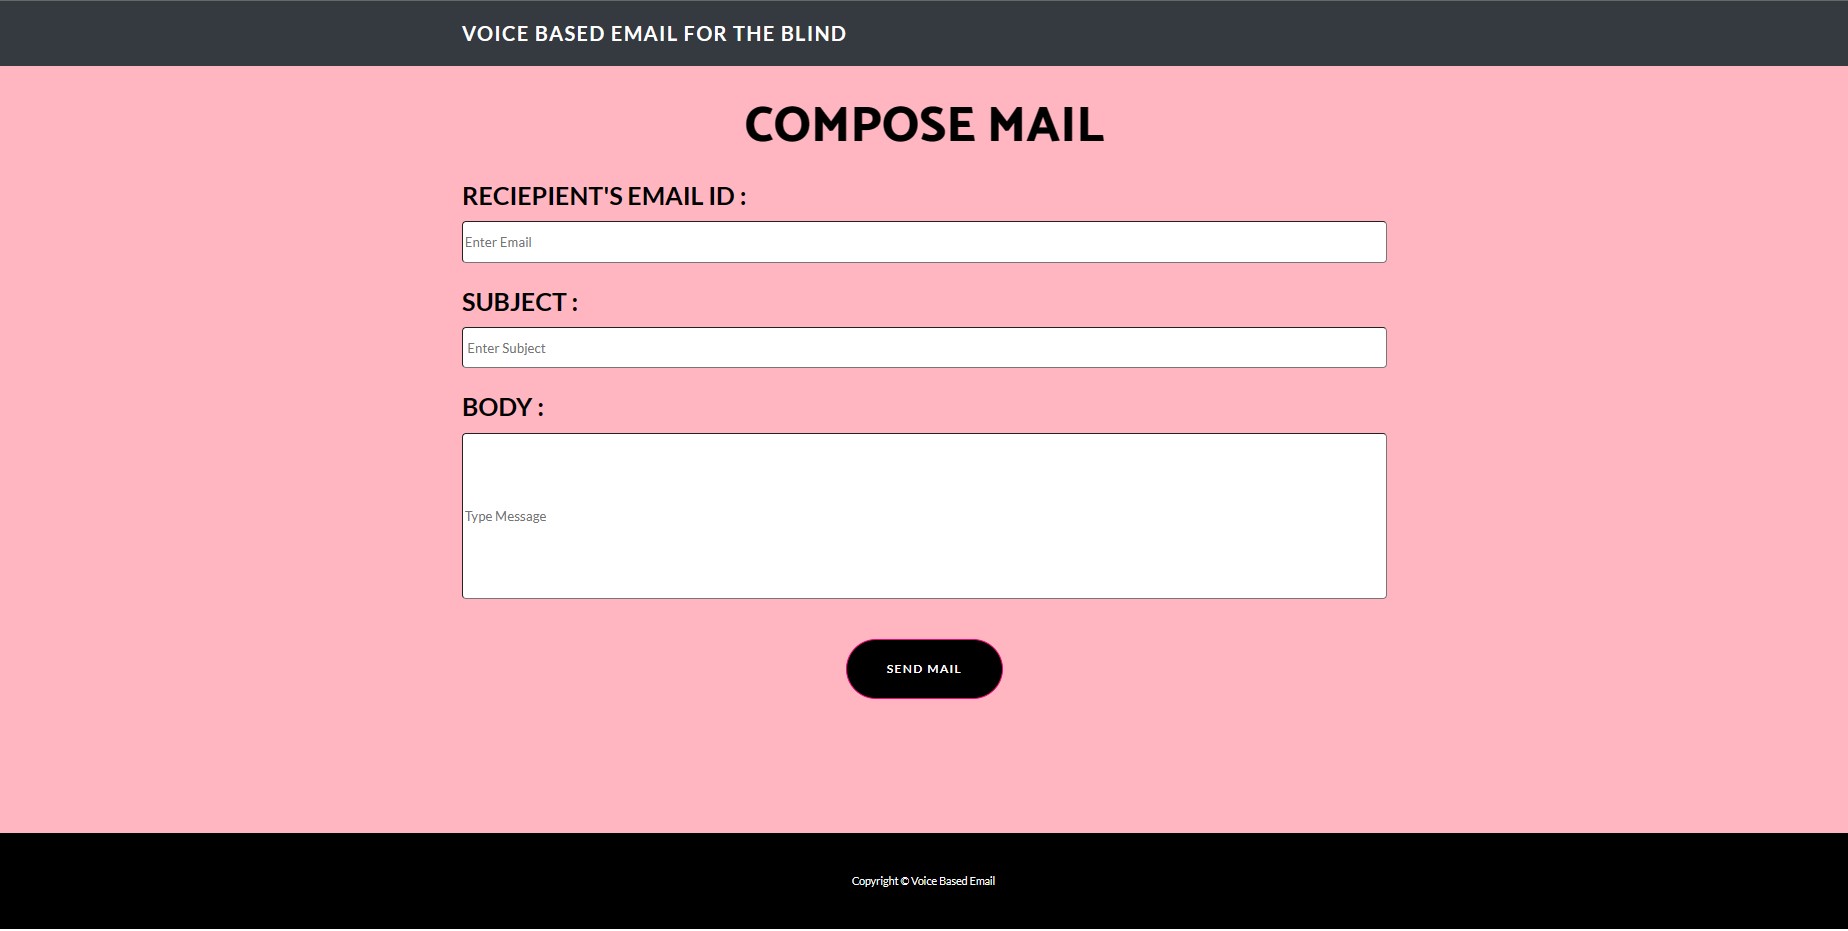 VOICE BASED EMAIL FOR THE BLIND
COMPOSE MAIL
RECIEPIENT'S EMAIL ID :
Enter Email
SUBJECT :
Enter Subject
BODY :
Type Message
SEND MAIL
Copyright © Voice Based Email